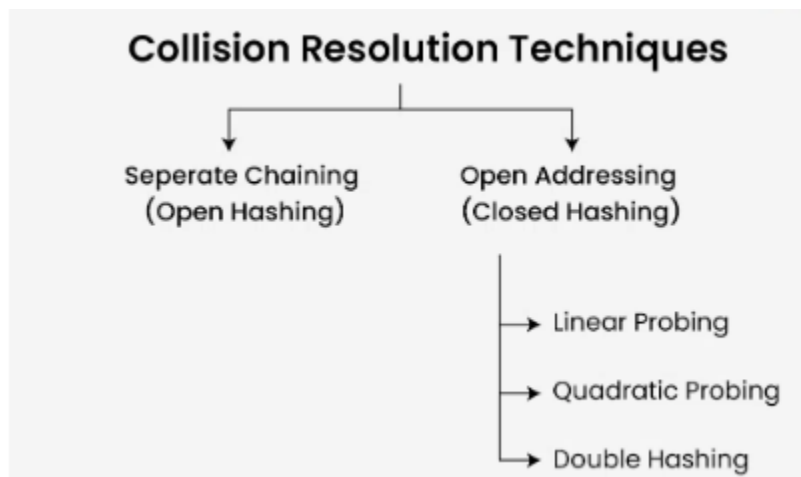 Collision Resolution Techniques
Seperate Chaining
(Open Hashing)
Open Addressing
(Closed Hashing)
Linear Probing
Quadratic Probing
Double Hashing